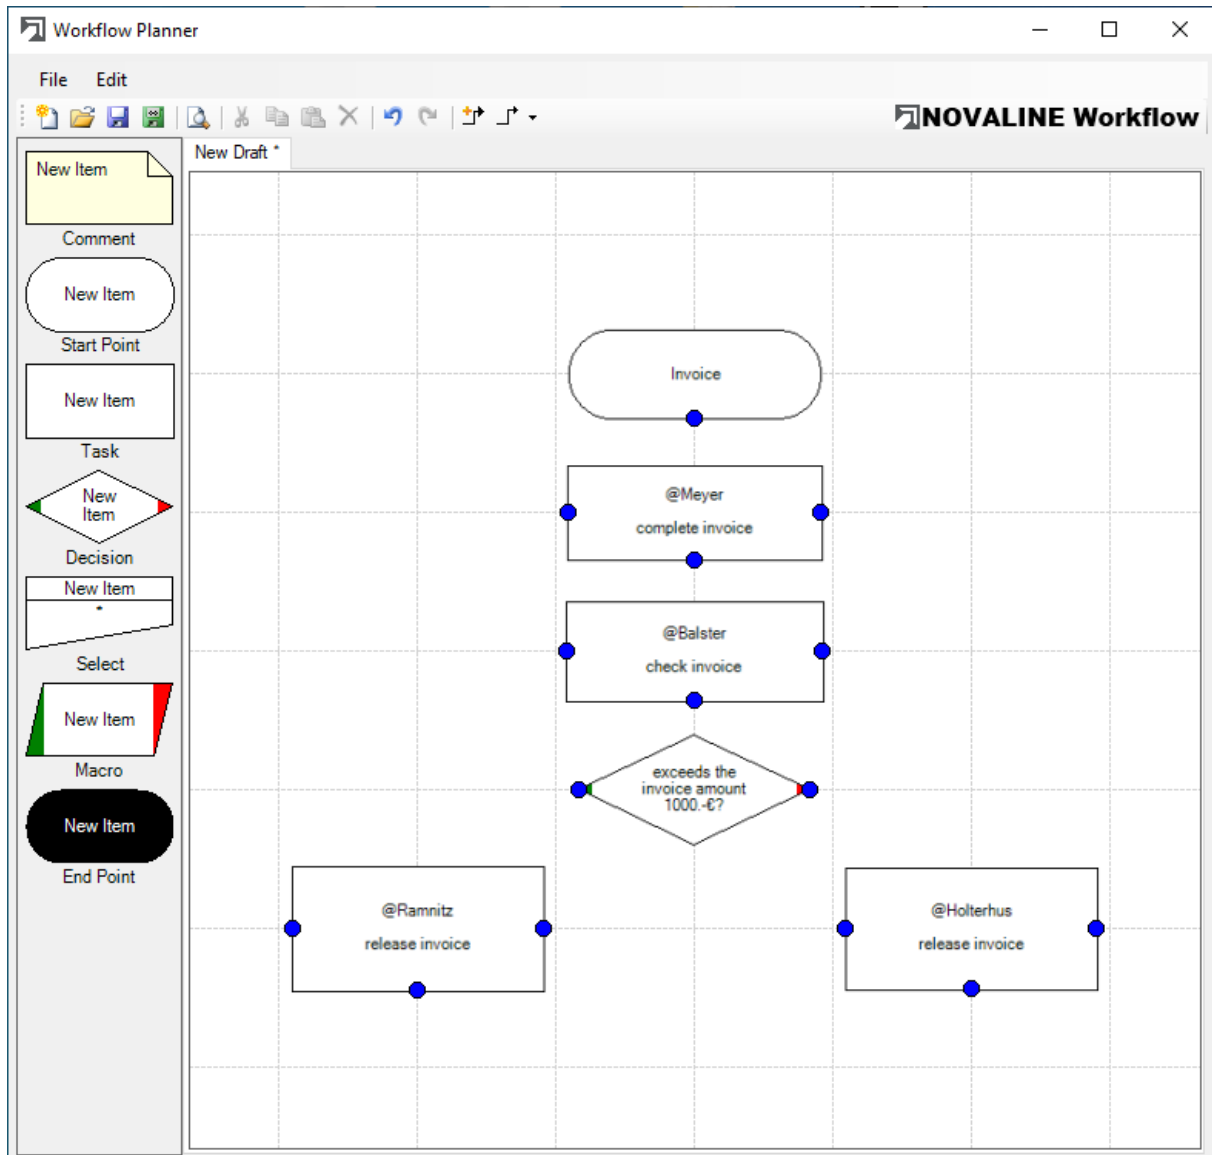 Workflow Planner
File Edit
NOVALINE Workflow
New Draft *
New Item
Comment
New Item
Start Point
New Item
Task
New
Item
Decision
New Item
*
Select
New Item
Macro
New Item
End Point
Invoice
@Meyer
complete invoice
@Balster
check invoice
exceeds the
invoice amount
1000.-€?
@Ramnitz
release invoice
@Holterhus
release invoice